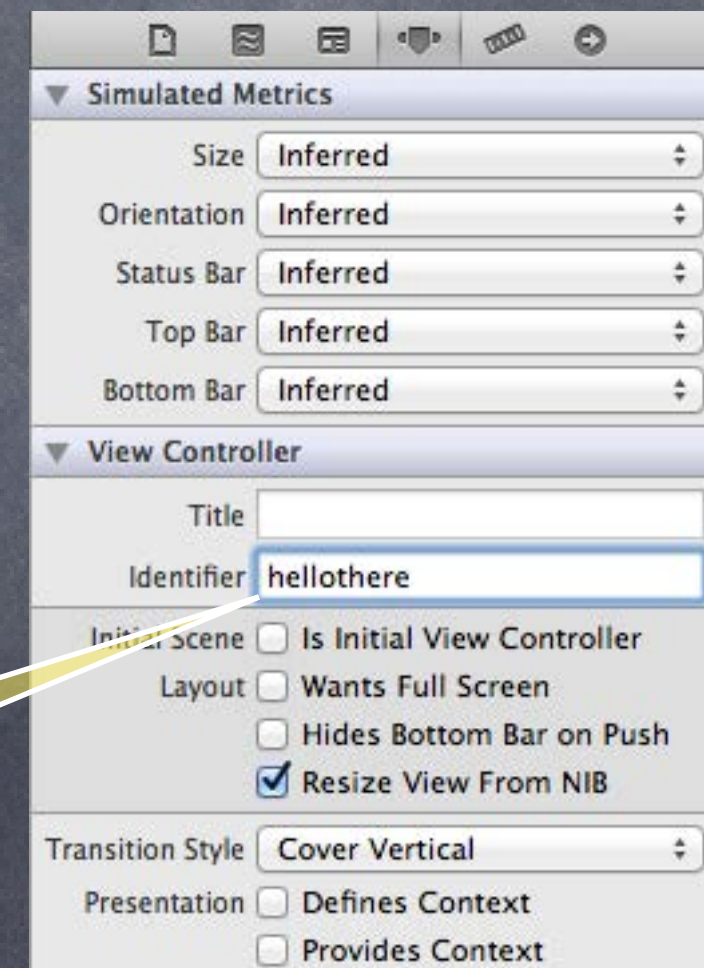 Simulated Metrics
Size Inferred
Orientation Inferred
Status Bar Inferred
Top Bar Inferred
Bottom Bar Inferred
View Controller
Title
Identifier hellothere
Initial Scene Is Initial View Controller
Layout Wants Full Screen
Hides Bottom Bar on Push
Resize View From NIB
Transition Style Cover Vertical
Presentation Defines Context
Provides Context